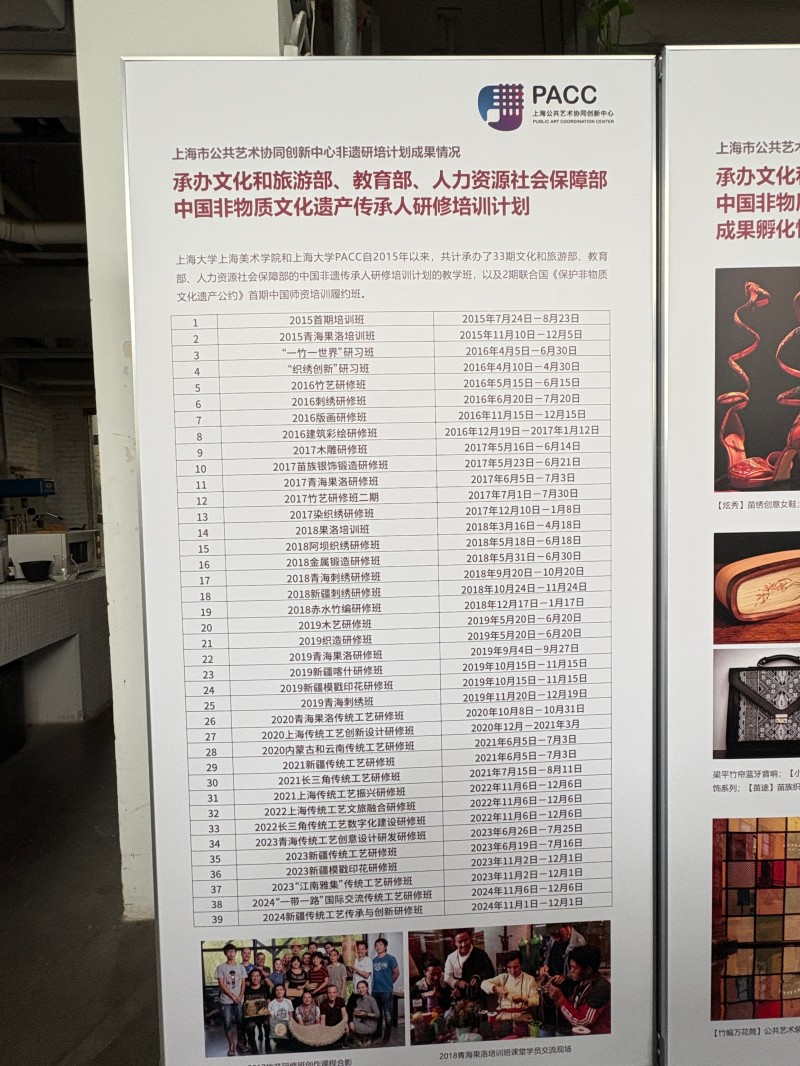 PACC
上海公共艺术协同创新中心
PUBLIC ART COORDINATION CENTER
上海市公共艺术协同创新中心非遗研培计划成果情况
承办文化和旅游部、教育部、人力资源社会保障部
中国非物质文化遗产传承人研修培训计划
上海大学上海美术学院和上海大学PACC自2015年以来，共计承办了33期文化和旅游部、教育
部、人力资源社会保障部的中国非遗传承人研修培训计划的教学班，以及2期联合国《保护非物质
文化遗产公约》首期中国师资培训履约班。
1 2015首期培训班 2015年7月24日－8月23日
2 2015青海果洛培训班 2015年11月10日－12月5日
3 “一竹一世界”研习班 2016年4月5日－6月30日
4 “织绣创新”研习班 2016年4月10日－4月30日
5 2016竹艺研修班 2016年5月15日－6月15日
6 2016刺绣研修班 2016年6月20日－7月20日
7 2016版画研修班 2016年11月15日－12月15日
8 2016建筑彩绘研修班 2016年12月19日－2017年1月12日
9 2017木雕研修班 2017年5月16日－6月14日
10 2017苗族银饰锻造研修班 2017年5月23日－6月21日
11 2017青海果洛研修班 2017年6月5日－7月3日
12 2017竹艺研修班二期 2017年7月1日－7月30日
13 2017染织绣研修班 2017年12月10日－1月8日
14 2018果洛培训班 2018年3月16日－4月18日
15 2018阿坝织绣研修班 2018年5月18日－6月18日
16 2018金属锻造研修班 2018年5月31日－6月30日
17 2018青海刺绣研修班 2018年9月20日－10月20日
18 2018新疆刺绣研修班 2018年10月24日－11月24日
19 2018赤水竹编研修班 2018年12月17日－1月17日
20 2019木艺研修班 2019年5月20日－6月20日
21 2019织造研修班 2019年5月20日－6月20日
22 2019青海果洛研修班 2019年9月4日－9月27日
23 2019新疆喀什研修班 2019年10月15日－11月15日
24 2019新疆模戳印花研修班 2019年10月15日－11月15日
25 2019青海刺绣班 2019年11月20日－12月19日
26 2020青海果洛传统工艺研修班 2020年10月8日－10月31日
27 2020上海传统工艺创新设计研修班 2020年12月－2021年3月
28 2020内蒙古和云南传统工艺研修班 2021年6月5日－7月3日
29 2021新疆传统工艺研修班 2021年6月5日－7月3日
30 2021长三角传统工艺研修班 2021年7月15日－8月11日
31 2021上海传统工艺振兴研修班 2022年11月6日－12月6日
32 2022上海传统工艺文旅融合研修班 2022年11月6日－12月6日
33 2022长三角传统工艺数字化建设研修班 2022年11月6日－12月6日
34 2023青海传统工艺创意设计研发研修班 2023年6月26日－7月25日
35 2023新疆传统工艺研修班 2023年6月19日－7月16日
36 2023新疆模戳印花研修班 2023年11月2日－12月1日
37 2023“江南雅集”传统工艺研修班 2023年11月2日－12月1日
38 2024“一带一路”国际交流传统工艺研修班 2024年11月6日－12月6日
39 2024新疆传统工艺传承与创新研修班 2024年11月1日－12月1日
2018青海果洛培训班课堂学员交流现场
上海市公共艺术
承办文化和
中国非物质
成果孵化
【炫秀】苗绣创意女鞋
梁平竹帘蓝牙音响；【小
饰系列；【苗途】苗族织
【竹编万花筒】公共艺术